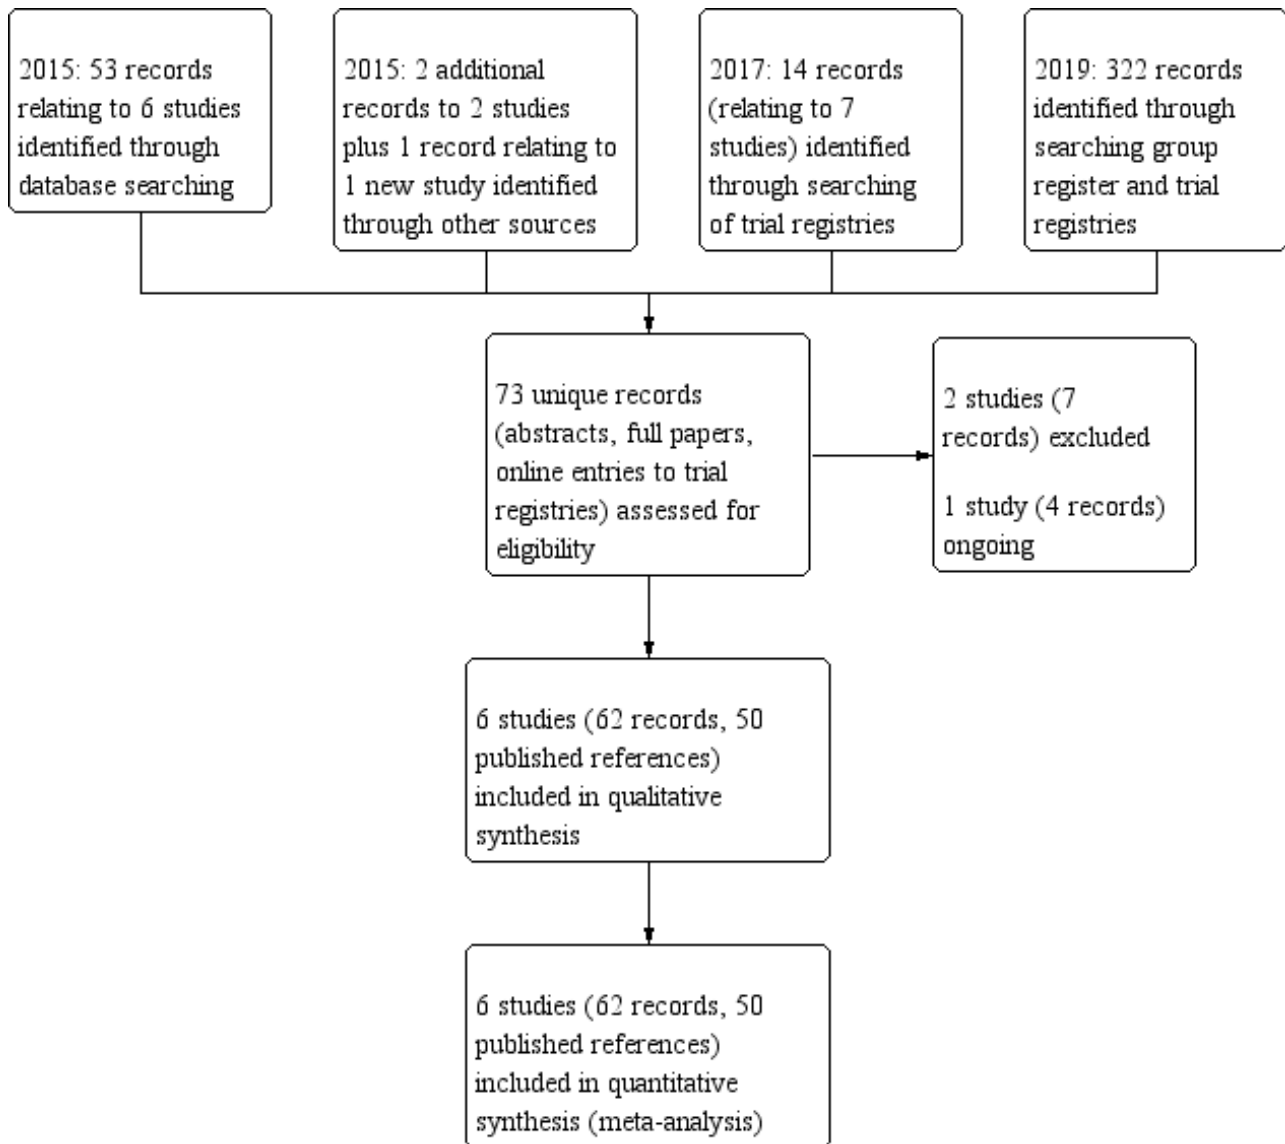 2015: 53 records
relating to 6 studies
identified through
database searching
2015: 2 additional
records to 2 studies
plus 1 record relating to
1 new study identified
through other sources
2017: 14 records
(relating to 7
studies) identified
through searching
of trial registries
2019: 322 records
identified through
searching group
register and trial
registries
73 unique records
(abstracts, full papers,
online entries to trial
registries) assessed for
eligibility
2 studies (7
records) excluded
1 study (4 records)
ongoing
6 studies (62 records, 50
published references)
included in qualitative
synthesis
6 studies (62 records, 50
published references)
included in quantitative
synthesis (meta-analysis)